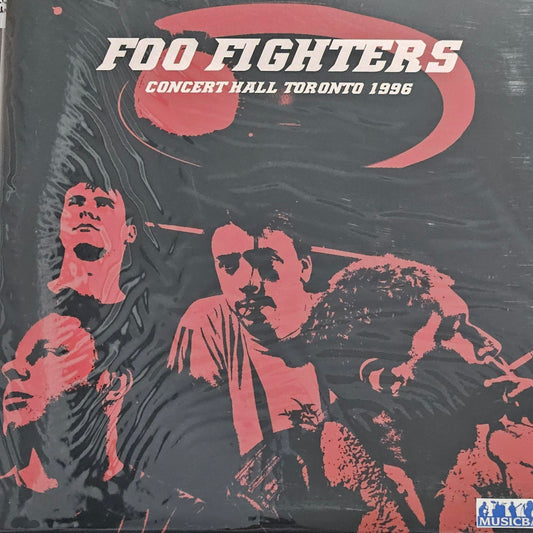 FOO FIGHTERS
CONCERT HALL TORONTO 1996
MUSICBA